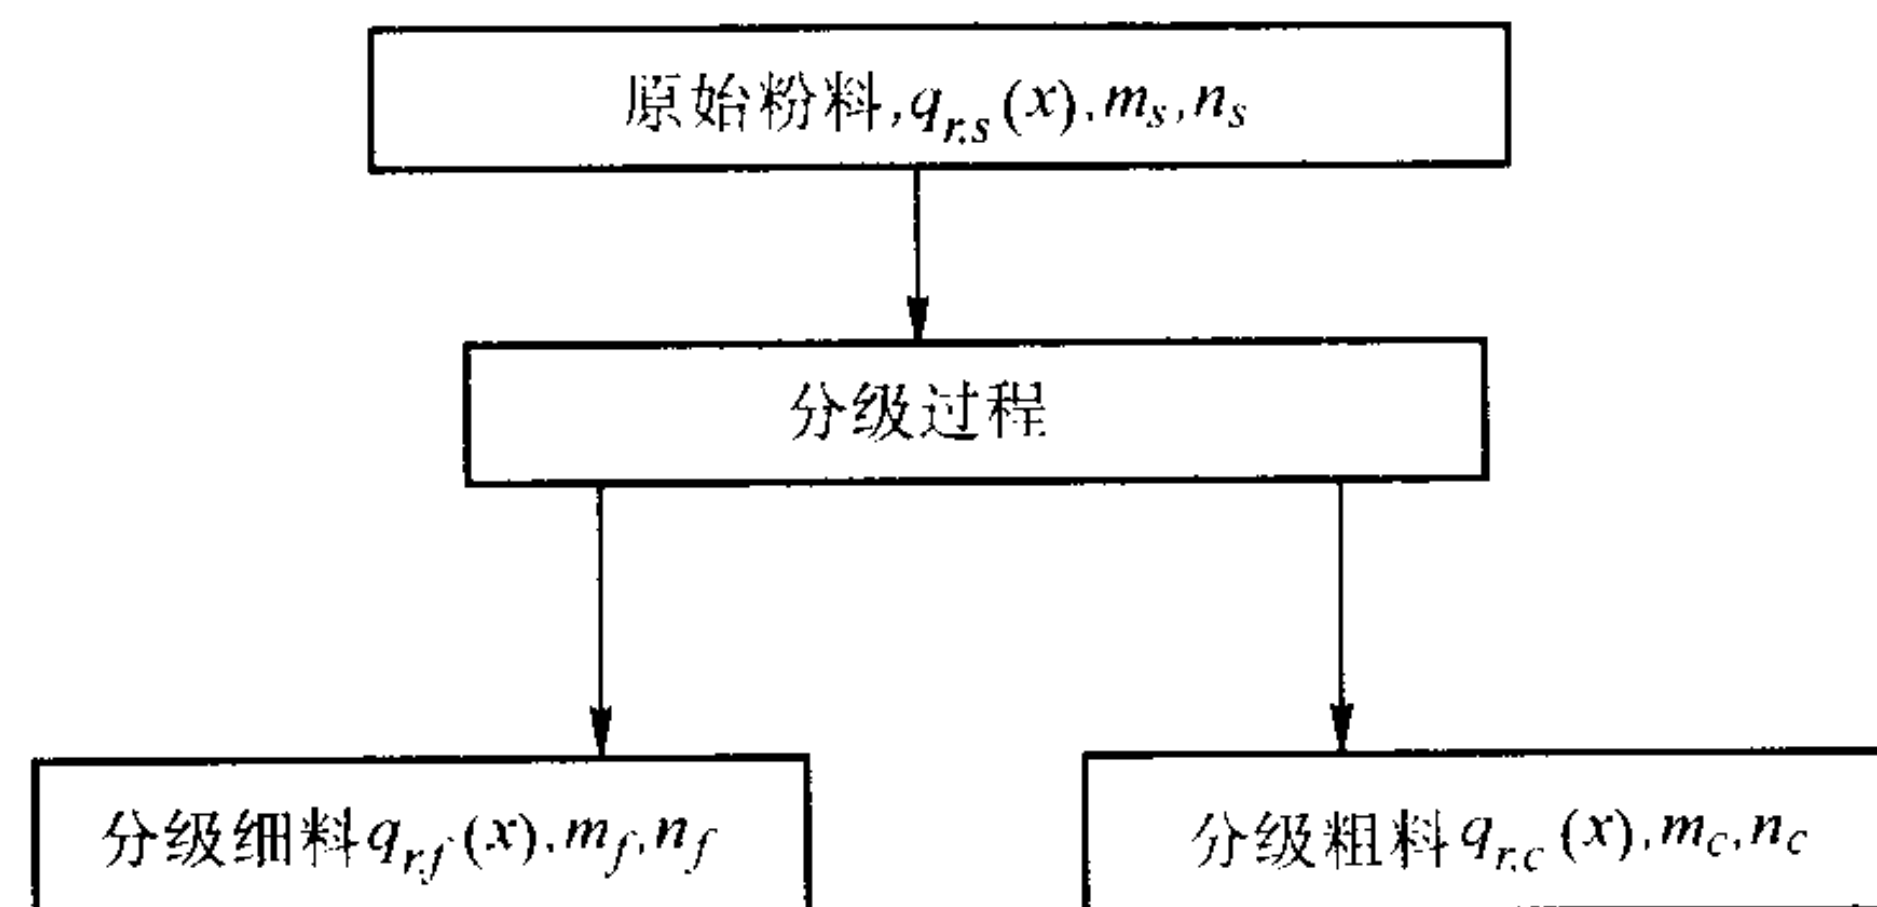 原始粉料,q_{r,s}(x),m_s,n_s
分级过程
分级细料q_{r,f}(x),m_f,n_f
分级粗料q_{r,c}(x),m_c,n_c